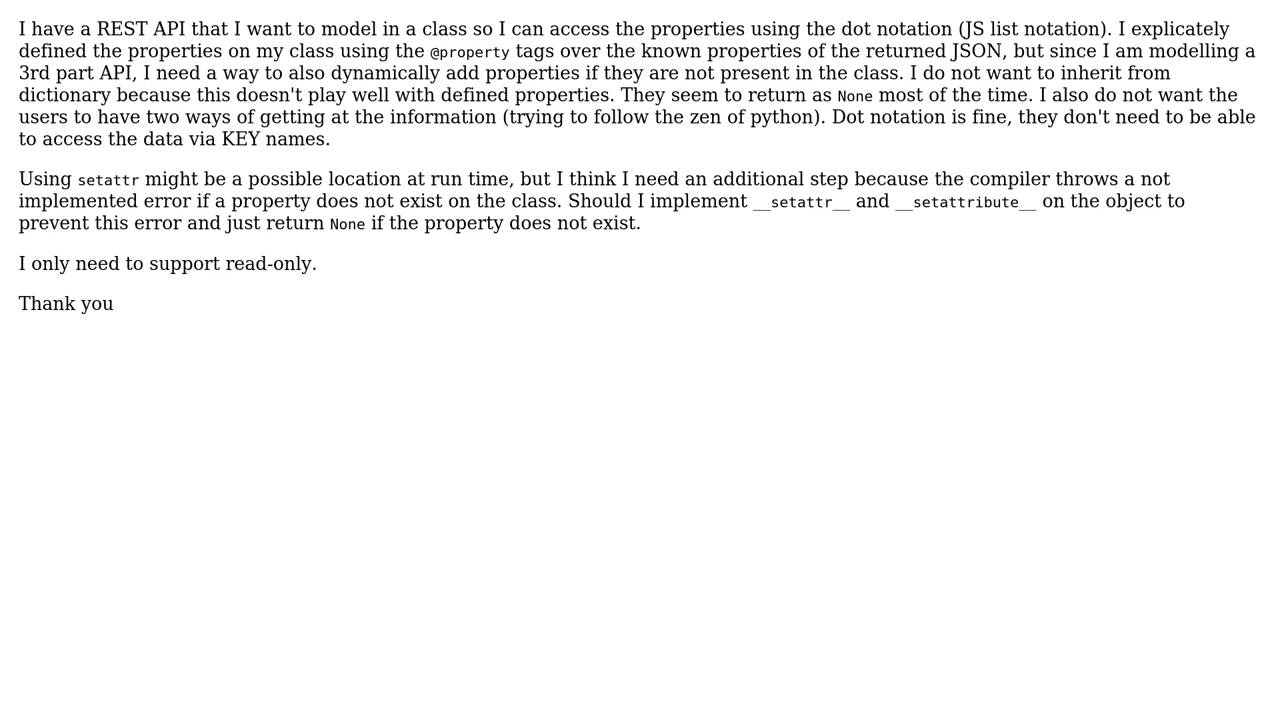 I have a REST API that I want to model in a class so I can access the properties using the dot notation (JS list notation). I explicately
defined the properties on my class using the @property tags over the known properties of the returned JSON, but since I am modelling a
3rd part API, I need a way to also dynamically add properties if they are not present in the class. I do not want to inherit from
dictionary because this doesn't play well with defined properties. They seem to return as None most of the time. I also do not want the
users to have two ways of getting at the information (trying to follow the zen of python). Dot notation is fine, they don't need to be able
to access the data via KEY names.
Using setattr might be a possible location at run time, but I think I need an additional step because the compiler throws a not
implemented error if a property does not exist on the class. Should I implement __setattr__ and __setattribute__ on the object to
prevent this error and just return None if the property does not exist.
I only need to support read-only.
Thank you